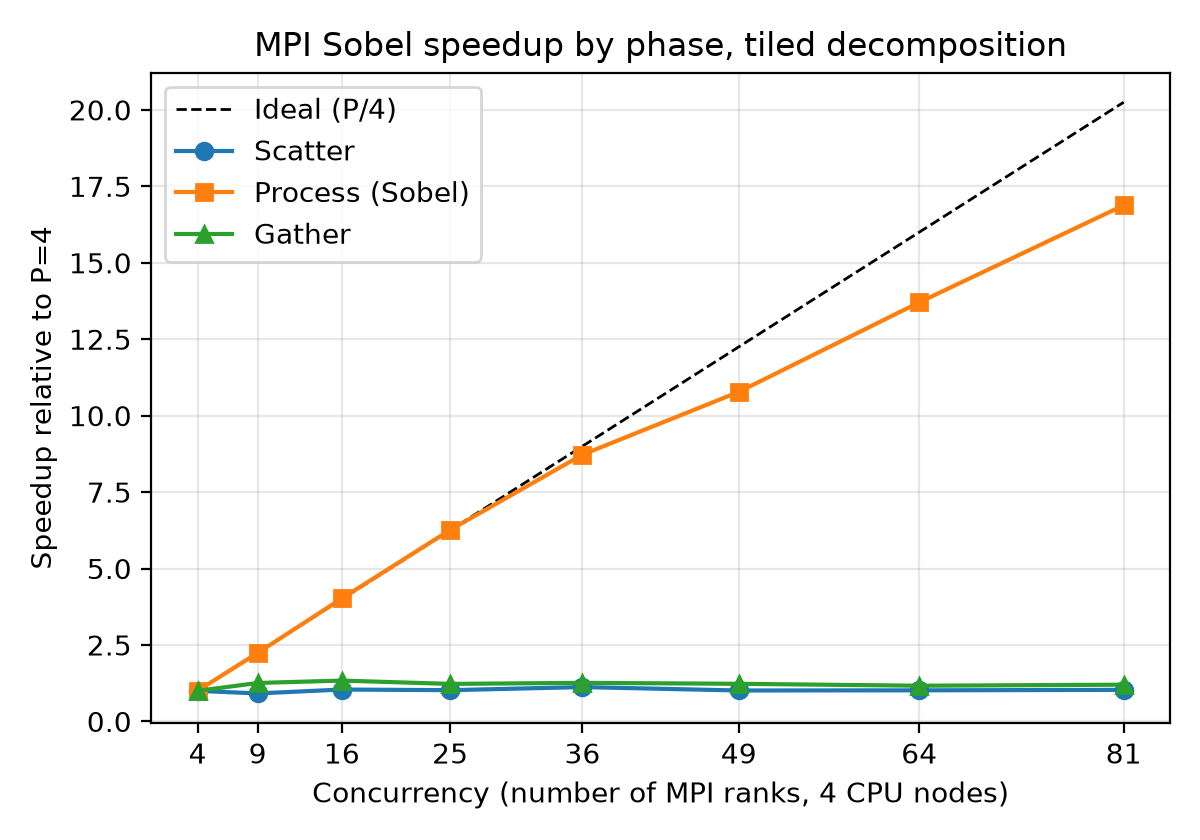 MPI Sobel speedup by phase, tiled decomposition
Ideal (P/4)
Scatter
Process (Sobel)
Gather
Speedup relative to P=4
20.0
17.5
15.0
12.5
10.0
7.5
5.0
2.5
0.0
4 9 16 25 36 49 64 81
Concurrency (number of MPI ranks, 4 CPU nodes)